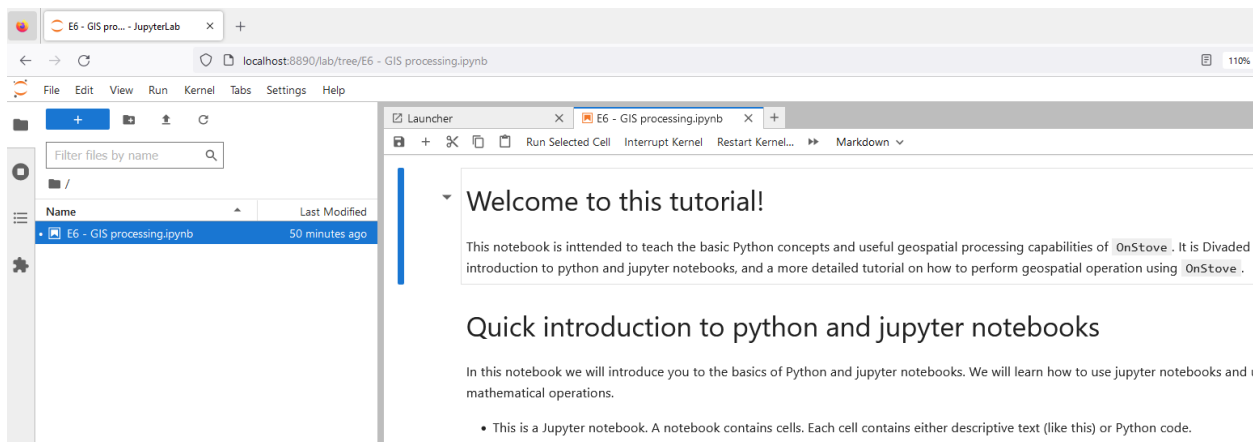 E6 - GIS pro... - JupyterLab
localhost:8890/lab/tree/E6 - GIS processing.ipynb
110%
File Edit View Run Kernel Tabs Settings Help
Launcher
E6 - GIS processing.ipynb
Filter files by name
Run Selected Cell Interrupt Kernel Restart Kernel... Markdown
/
Name Last Modified
E6 - GIS processing.ipynb 50 minutes ago
Welcome to this tutorial!
This notebook is inttended to teach the basic Python concepts and useful geospatial processing capabilities of OnStove. It is Divaded
introduction to python and jupyter notebooks, and a more detailed tutorial on how to perform geospatial operation using OnStove.
Quick introduction to python and jupyter notebooks
In this notebook we will introduce you to the basics of Python and jupyter notebooks. We will learn how to use jupyter notebooks and
mathematical operations.
• This is a Jupyter notebook. A notebook contains cells. Each cell contains either descriptive text (like this) or Python code.